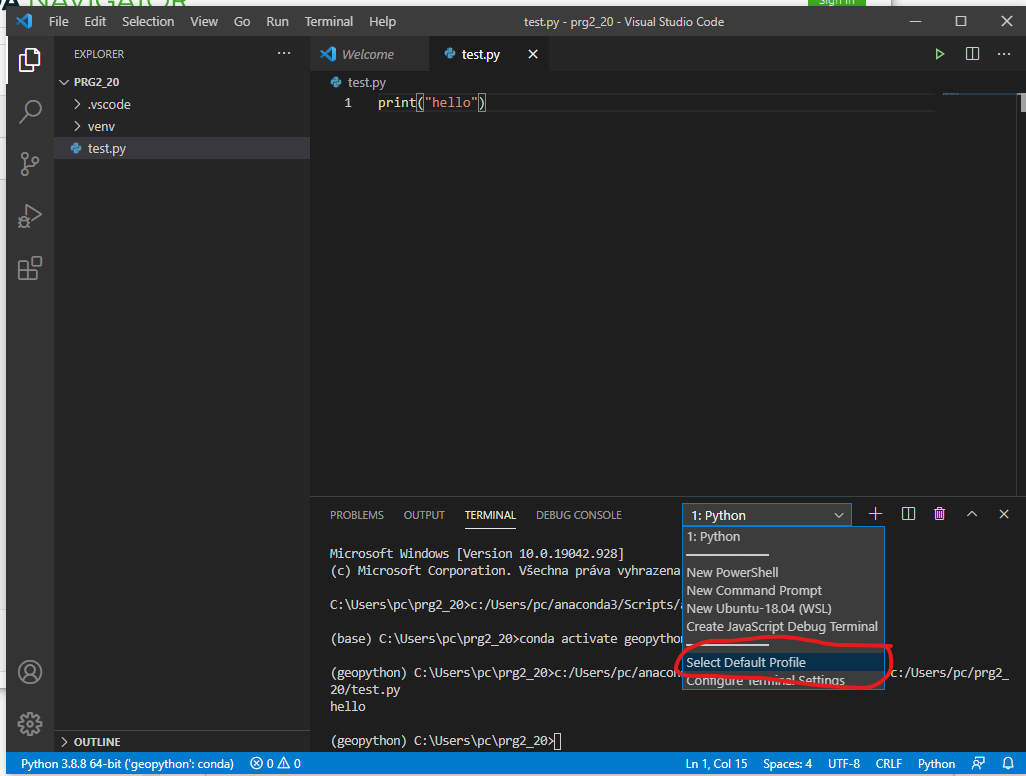 NAVIGATOR
Sign in
File Edit Selection View Go Run Terminal Help
test.py - prg2_20 - Visual Studio Code
EXPLORER
PRG2_20
.vscode
venv
test.py
OUTLINE
Welcome
test.py
test.py
1 print("hello")
PROBLEMS OUTPUT TERMINAL DEBUG CONSOLE
1: Python
1: Python
New PowerShell
New Command Prompt
New Ubuntu-18.04 (WSL)
Create JavaScript Debug Terminal
Select Default Profile
Configure Terminal Settings
Microsoft Windows [Version 10.0.19042.928]
(c) Microsoft Corporation. Všechna práva vyhrazena
C:\Users\pc\prg2_20>c:/Users/pc/anaconda3/Scripts/
(base) C:\Users\pc\prg2_20>conda activate geopython
(geopython) C:\Users\pc\prg2_20>c:/Users/pc/anacon c:/Users/pc/prg2_
20/test.py
hello
(geopython) C:\Users\pc\prg2_20>
Python 3.8.8 64-bit ('geopython': conda) 0 0 Ln 1, Col 15 Spaces: 4 UTF-8 CRLF Python